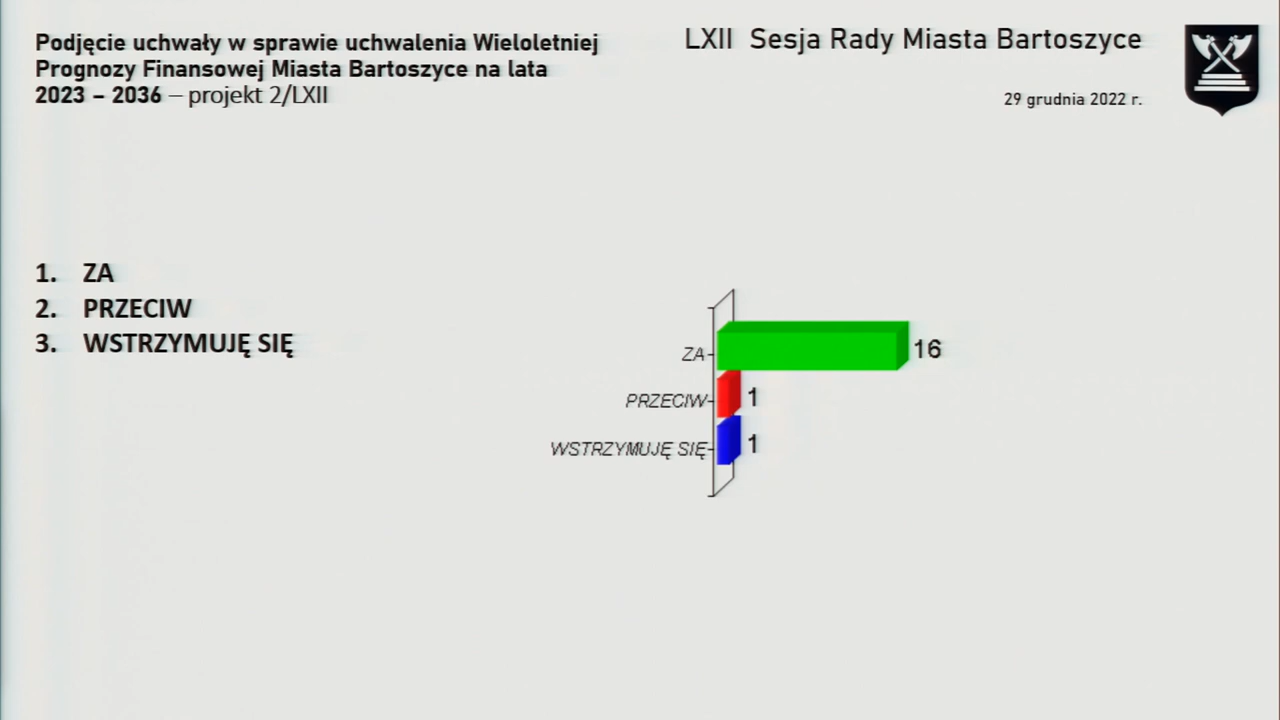 Podjęcie uchwały w sprawie uchwalenia Wieloletniej
Prognozy Finansowej Miasta Bartoszyce na lata
2023 – 2036 – projekt 2/LXII
LXII Sesja Rady Miasta Bartoszyce
29 grudnia 2022 r.
1. ZA
2. PRZECIW
3. WSTRZYMUJĘ SIĘ
ZA 16
PRZECIW 1
WSTRZYMUJĘ SIĘ 1